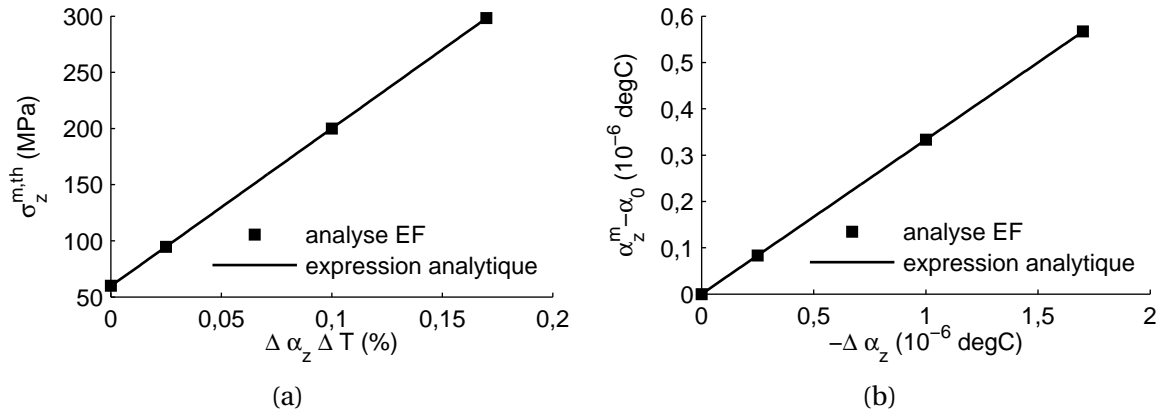 300
250
200
150
100
50
σ_z^{m,th} (MPa)
analyse EF
expression analytique
0 0,05 0,1 0,15 0,2
Δ α_z Δ T (%)
(a)
0,6
0,5
0,4
0,3
0,2
0,1
0
α_z^m−α_0 (10^{−6} degC)
analyse EF
expression analytique
0 0,5 1 1,5 2
−Δ α_z (10^{−6} degC)
(b)